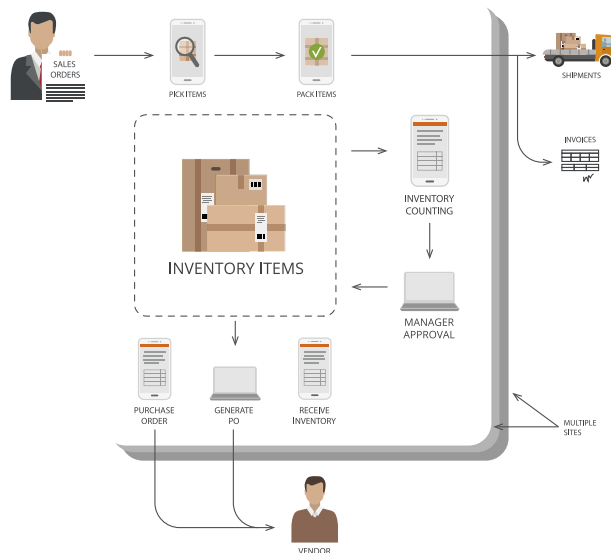 SALES
ORDERS
PICK ITEMS
PACK ITEMS
SHIPMENTS
INVOICES
INVENTORY
COUNTING
INVENTORY ITEMS
MANAGER
APPROVAL
PURCHASE
ORDER
GENERATE
PO
RECEIVE
INVENTORY
MULTIPLE
SITES
VENDOR